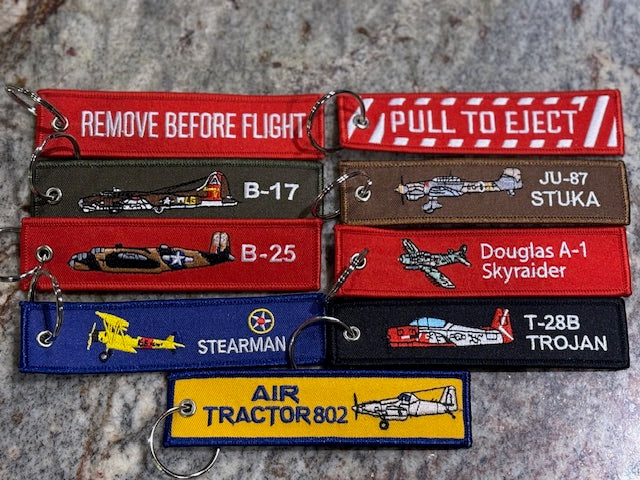 REMOVE BEFORE FLIGHT
PULL TO EJECT
B-17
JU-87
STUKA
B-25
Douglas A-1
Skyraider
STEARMAN
T-28B
TROJAN
AIR
TRACTOR 802